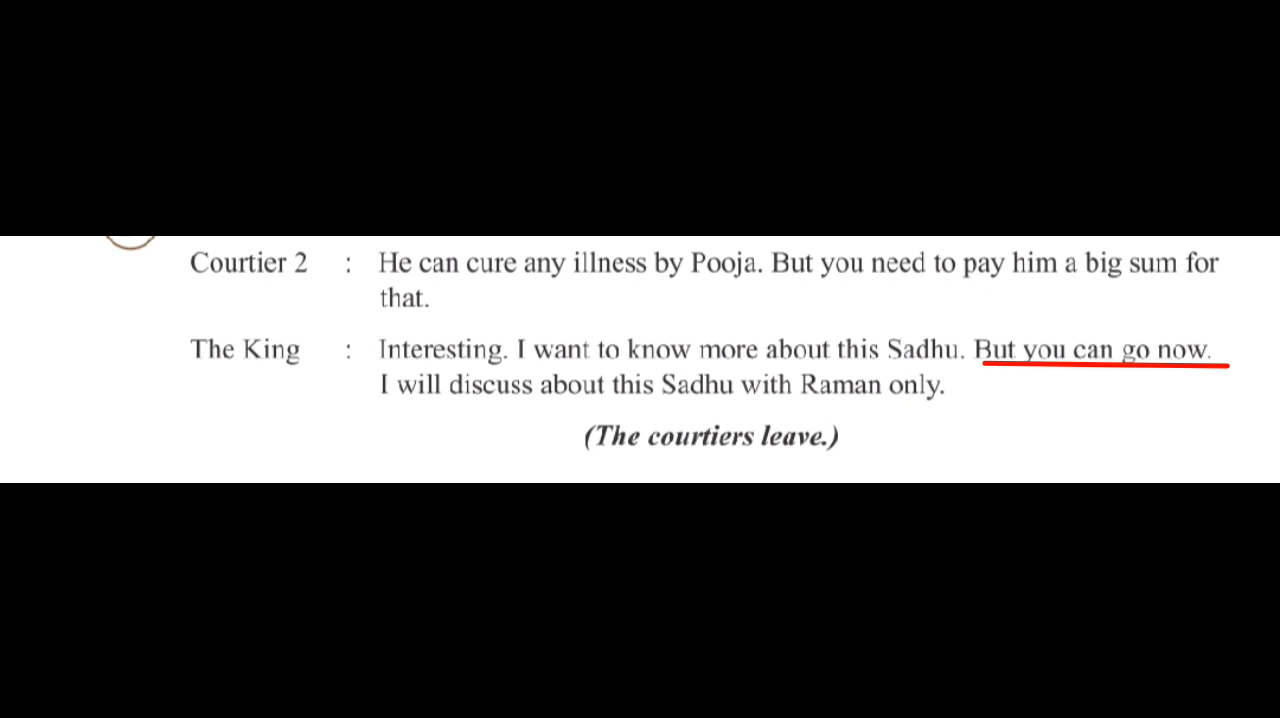 Courtier 2 : He can cure any illness by Pooja. But you need to pay him a big sum for
that.
The King : Interesting. I want to know more about this Sadhu. But you can go now.
I will discuss about this Sadhu with Raman only.
(The courtiers leave.)